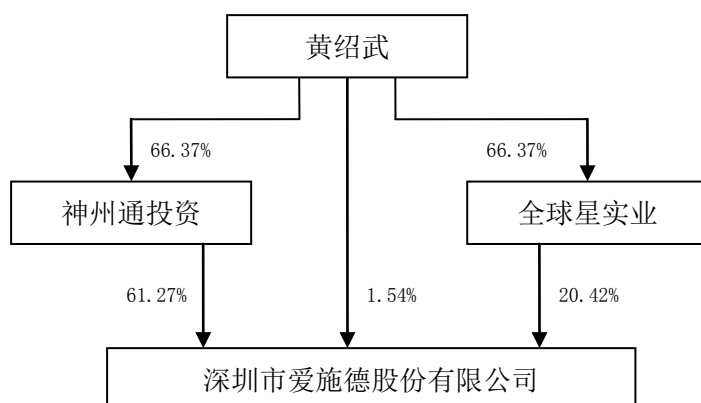 黄绍武
66.37%
66.37%
神州通投资
全球星实业
61.27%
1.54%
20.42%
深圳市爱施德股份有限公司